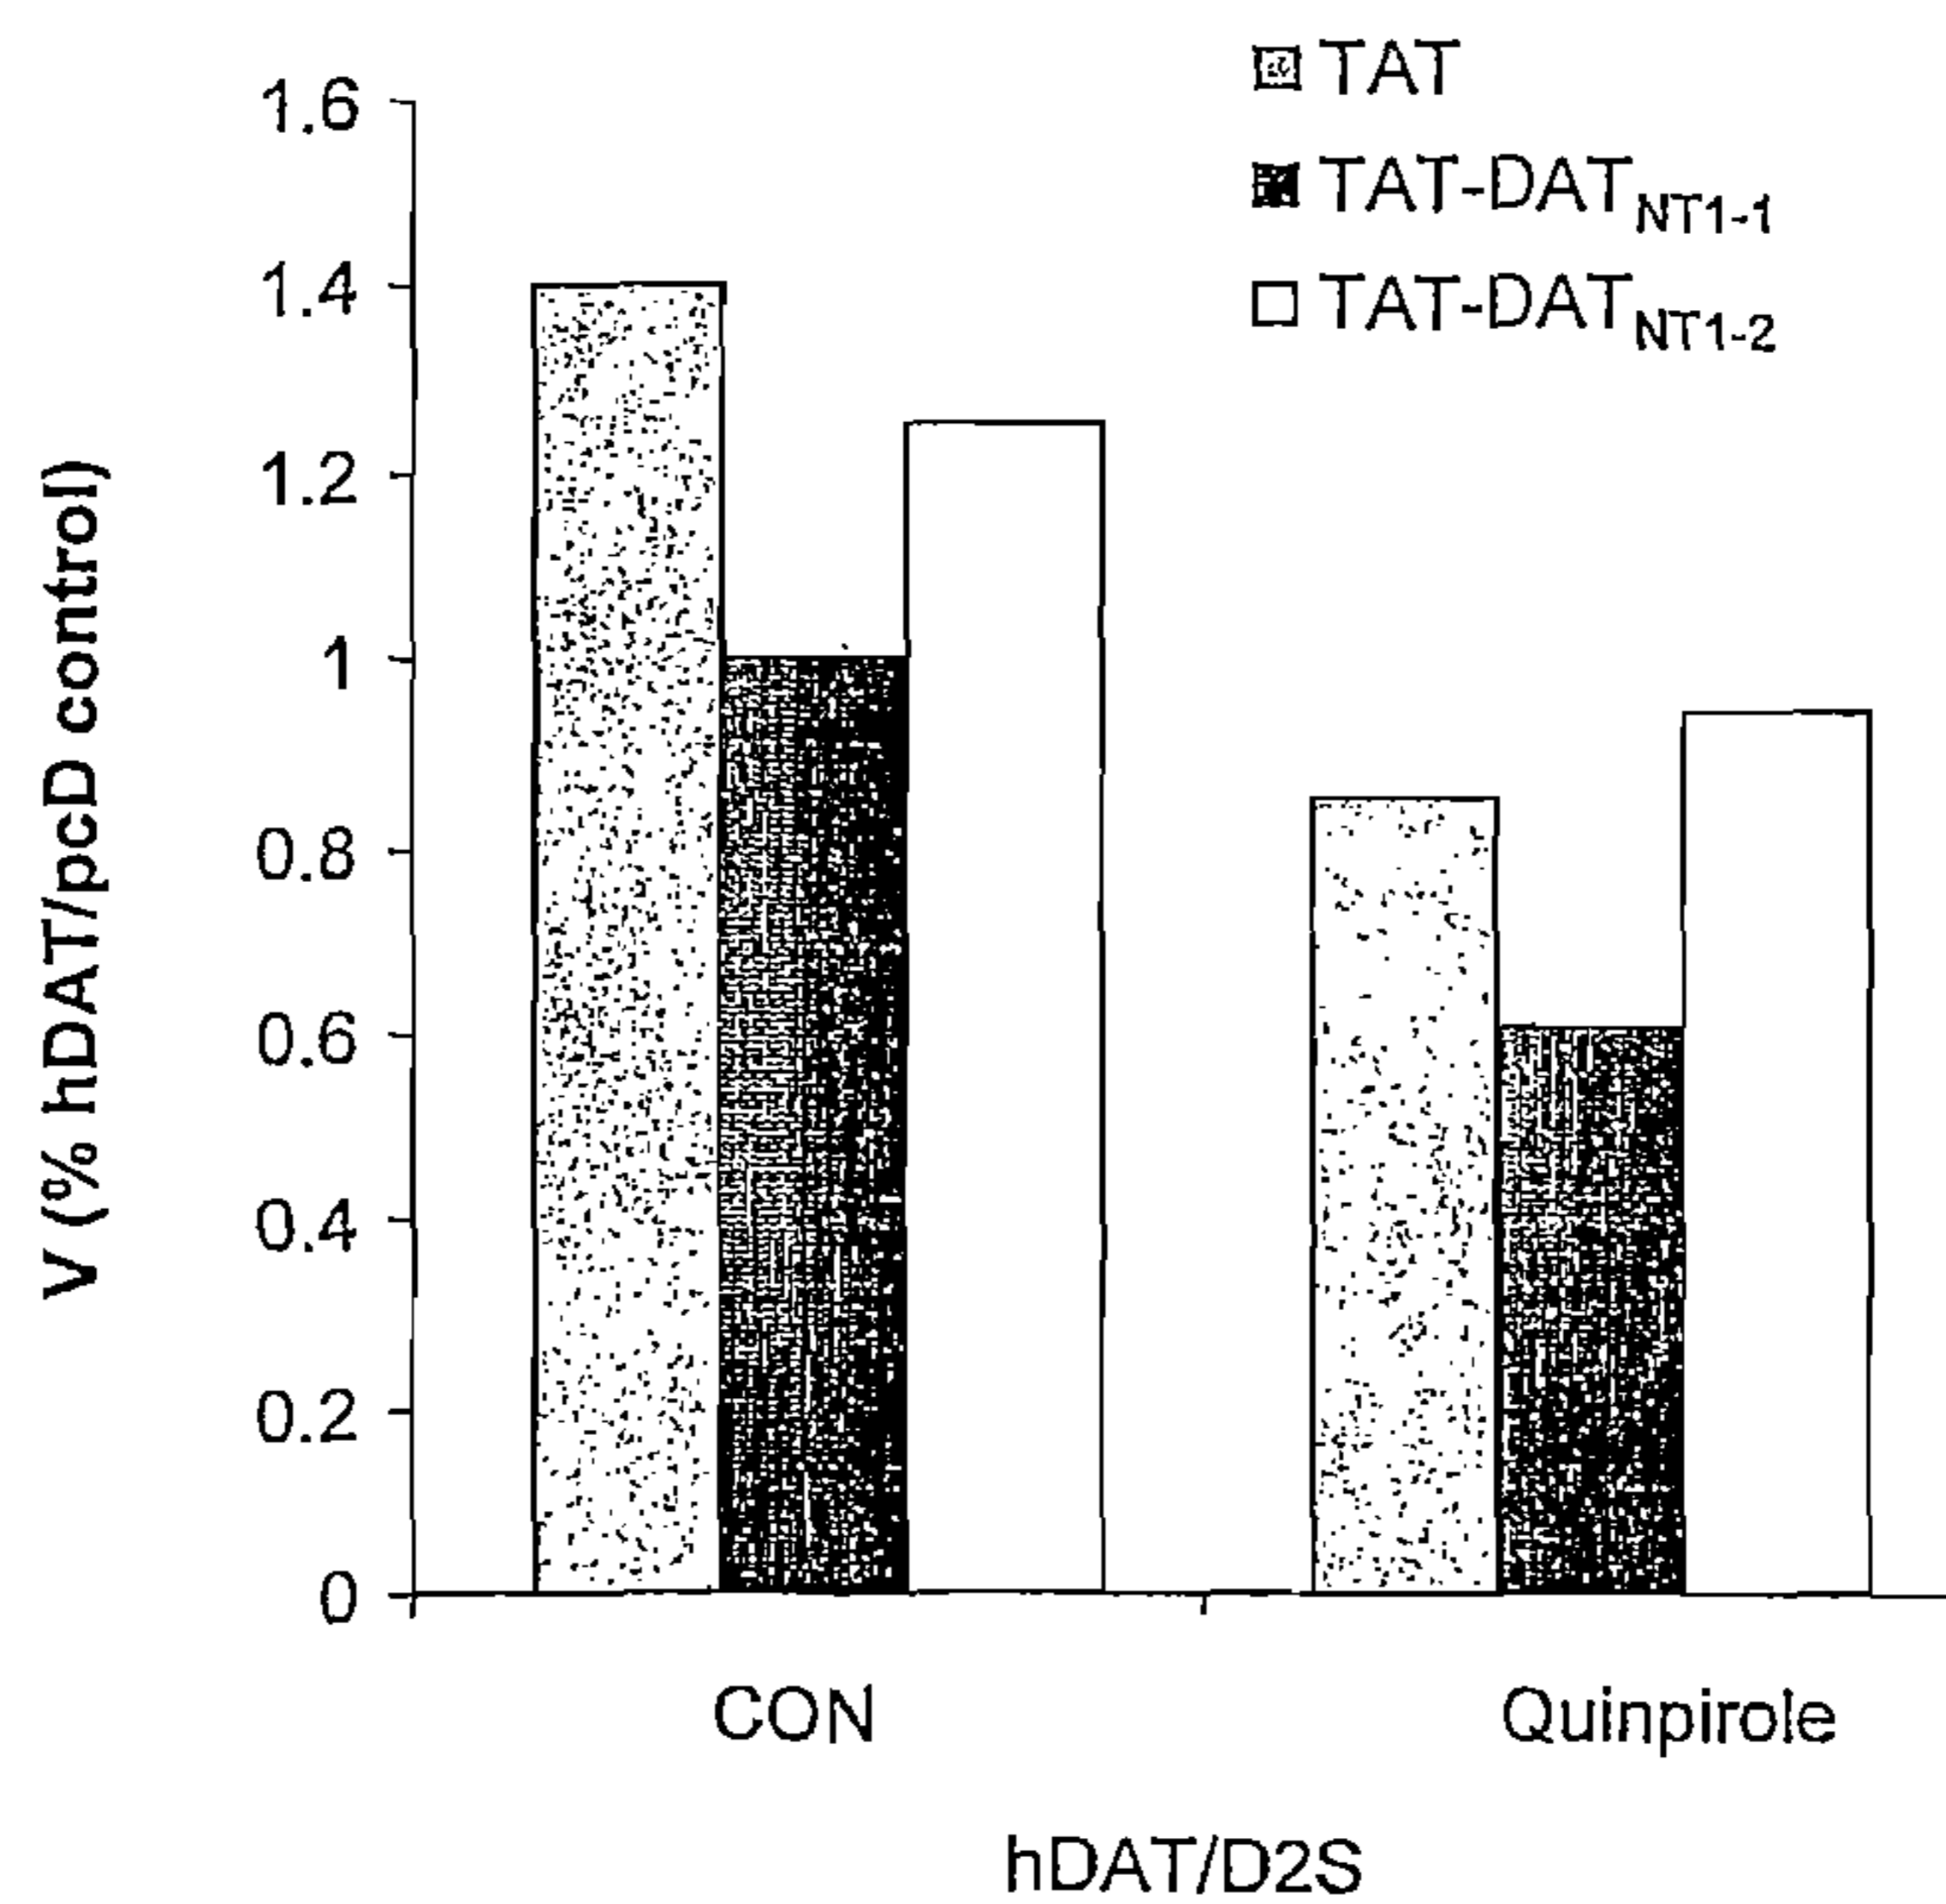 TAT
TAT-DATNT1-1
TAT-DATNT1-2
V (% hDAT/pcD control)
1.6
1.4
1.2
1
0.8
0.6
0.4
0.2
0
CON
Quinpirole
hDAT/D2S